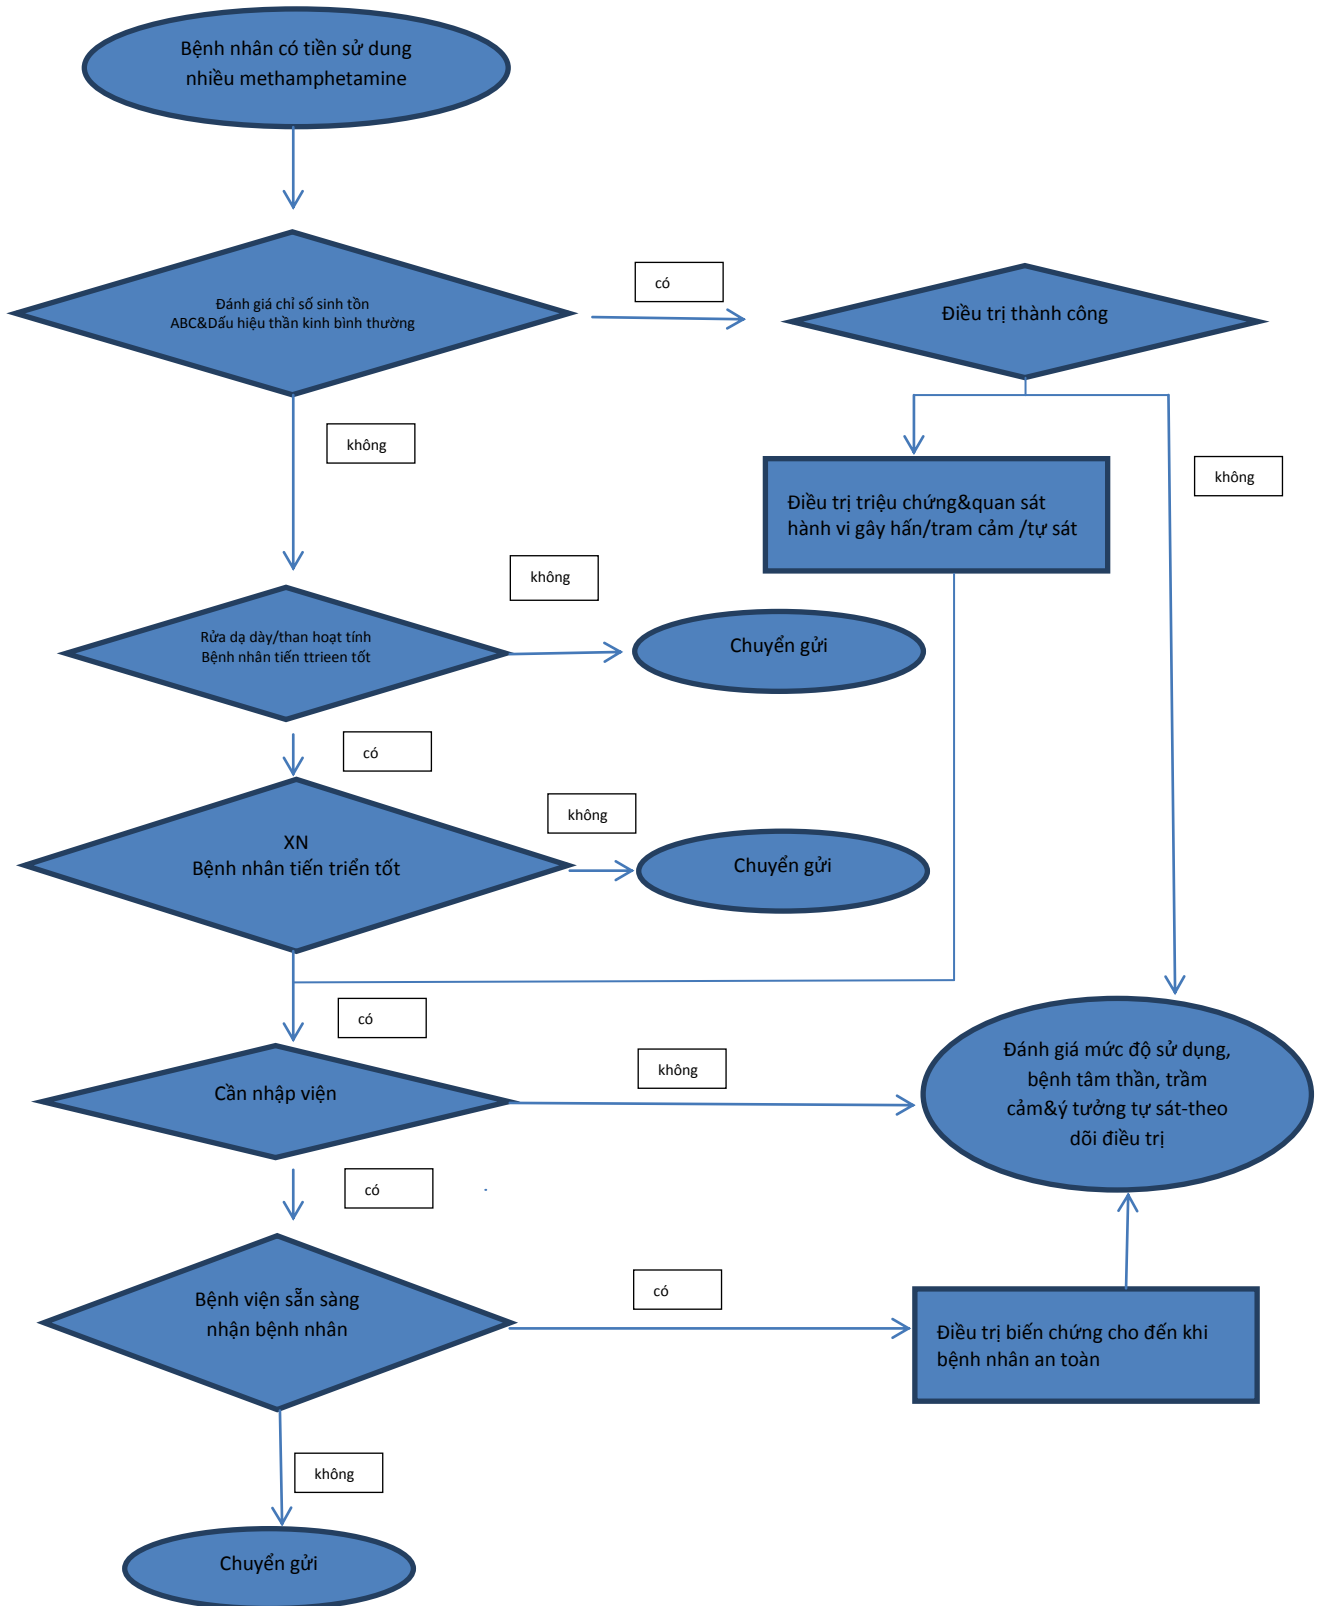 Bệnh nhân có tiền sử dung
nhiều methamphetamine
Đánh giá chỉ số sinh tồn
ABC&Dấu hiệu thần kinh bình thường
có
Điều trị thành công
không
Điều trị triệu chứng&quan sát
hành vi gây hấn/tram cảm /tự sát
không
không
Rửa dạ dày/than hoạt tính
Bệnh nhân tiến ttrieen tốt
Chuyển gửi
có
XN
Bệnh nhân tiến triển tốt
không
Chuyển gửi
có
Cần nhập viện
không
Đánh giá mức độ sử dụng,
bệnh tâm thần, trầm
cảm&ý tưởng tự sát-theo
dõi điều trị
có
Bệnh viện sẵn sàng
nhận bệnh nhân
có
Điều trị biến chứng cho đến khi
bệnh nhân an toàn
không
Chuyển gửi